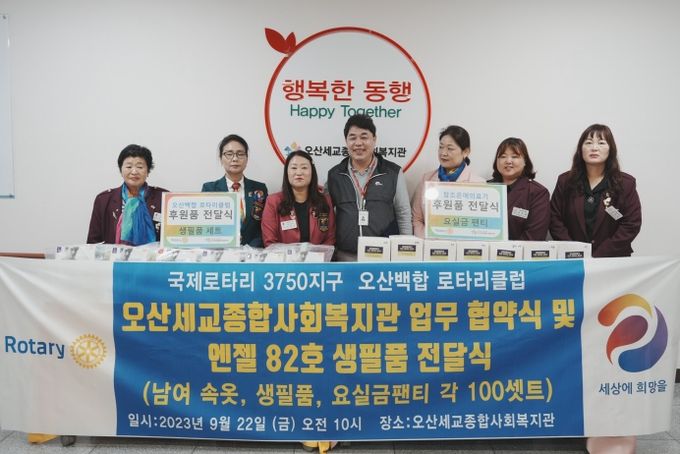 행복한 동행
Happy Together
오산세교종합사회복지관
오산백합 로타리클럽
후원품 전달식
생필품 세트
후원품 전달식
요실금 팬티
국제로타리 3750지구 오산백합 로타리클럽
오산세교종합사회복지관 업무 협약식 및
엔젤 82호 생필품 전달식
(남여 속옷, 생필품, 요실금팬티 각 100셋트)
일시:2023년 9월 22일 (금) 오전 10시 장소:오산세교종합사회복지관
Rotary
세상에 희망을